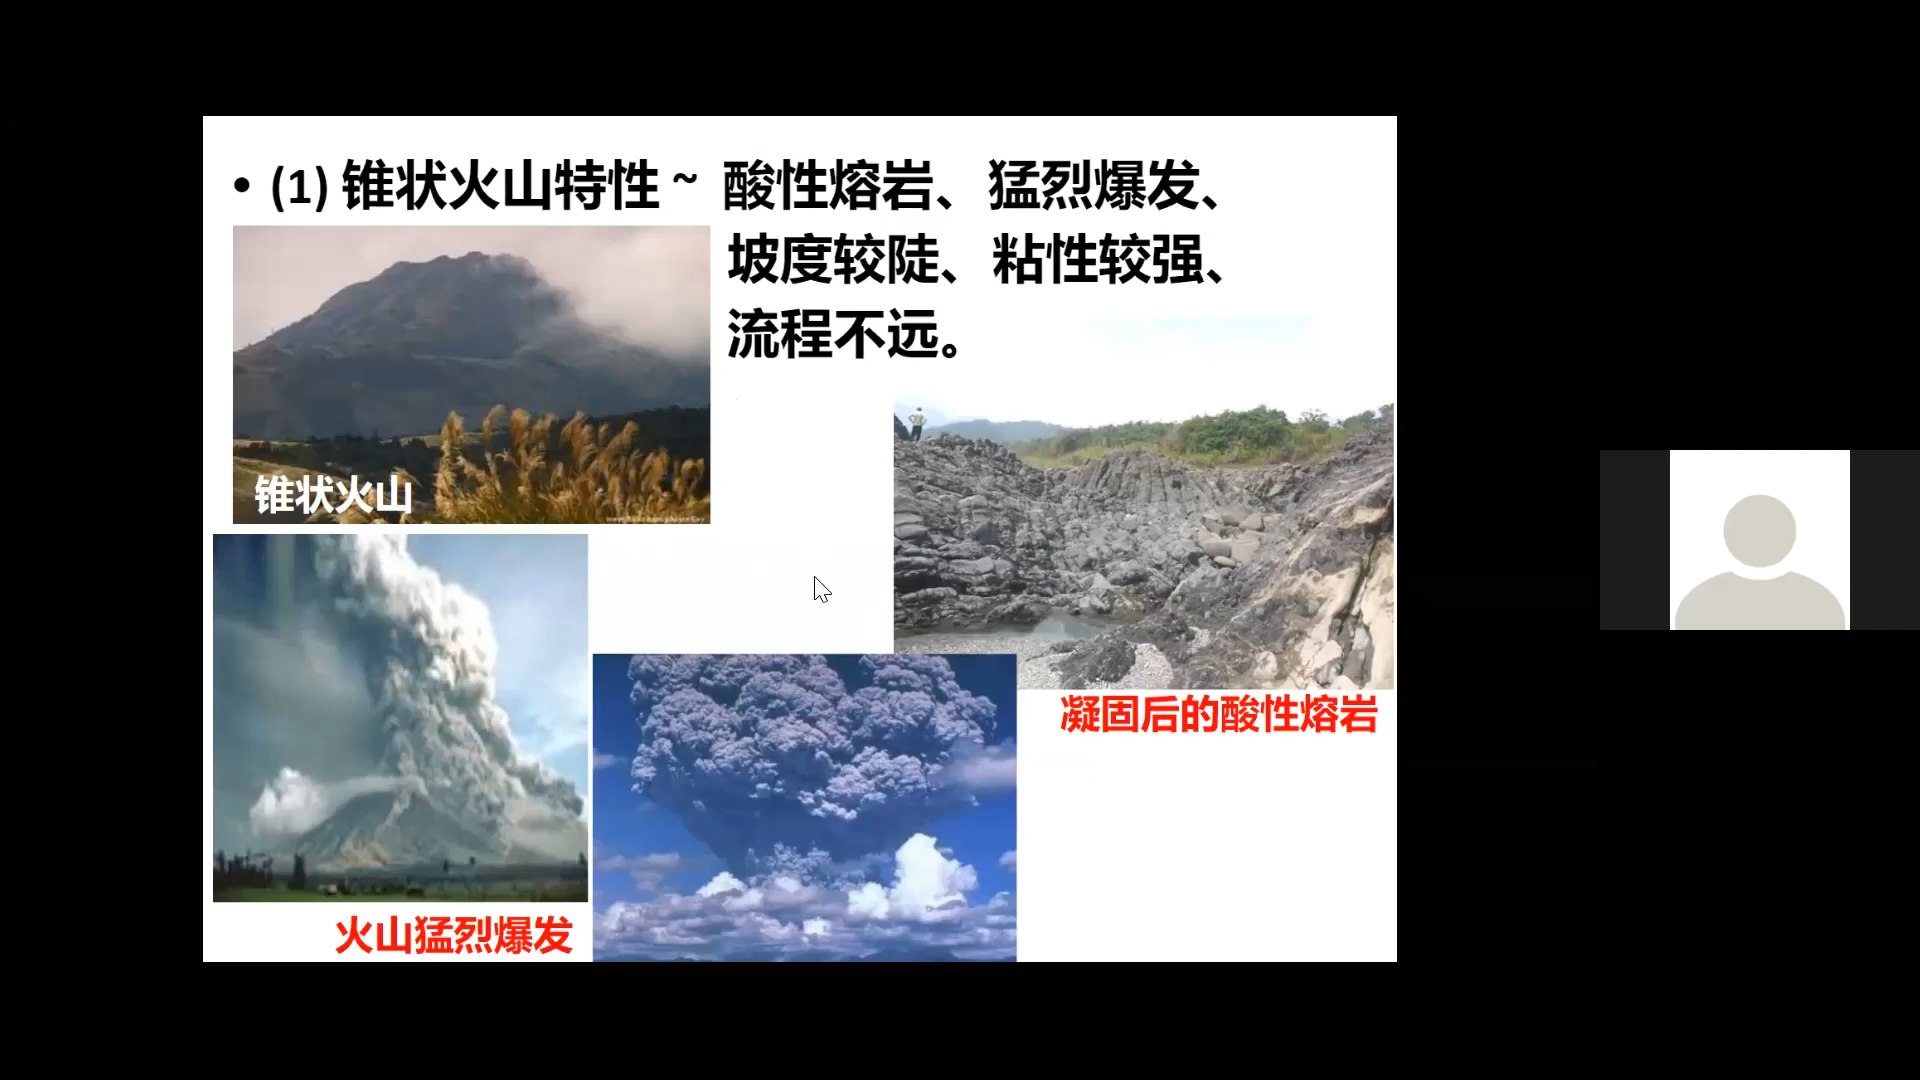 • (1) 锥状火山特性 ~ 酸性熔岩、猛烈爆发、
坡度较陡、粘性较强、
流程不远。
锥状火山
凝固后的酸性熔岩
火山猛烈爆发